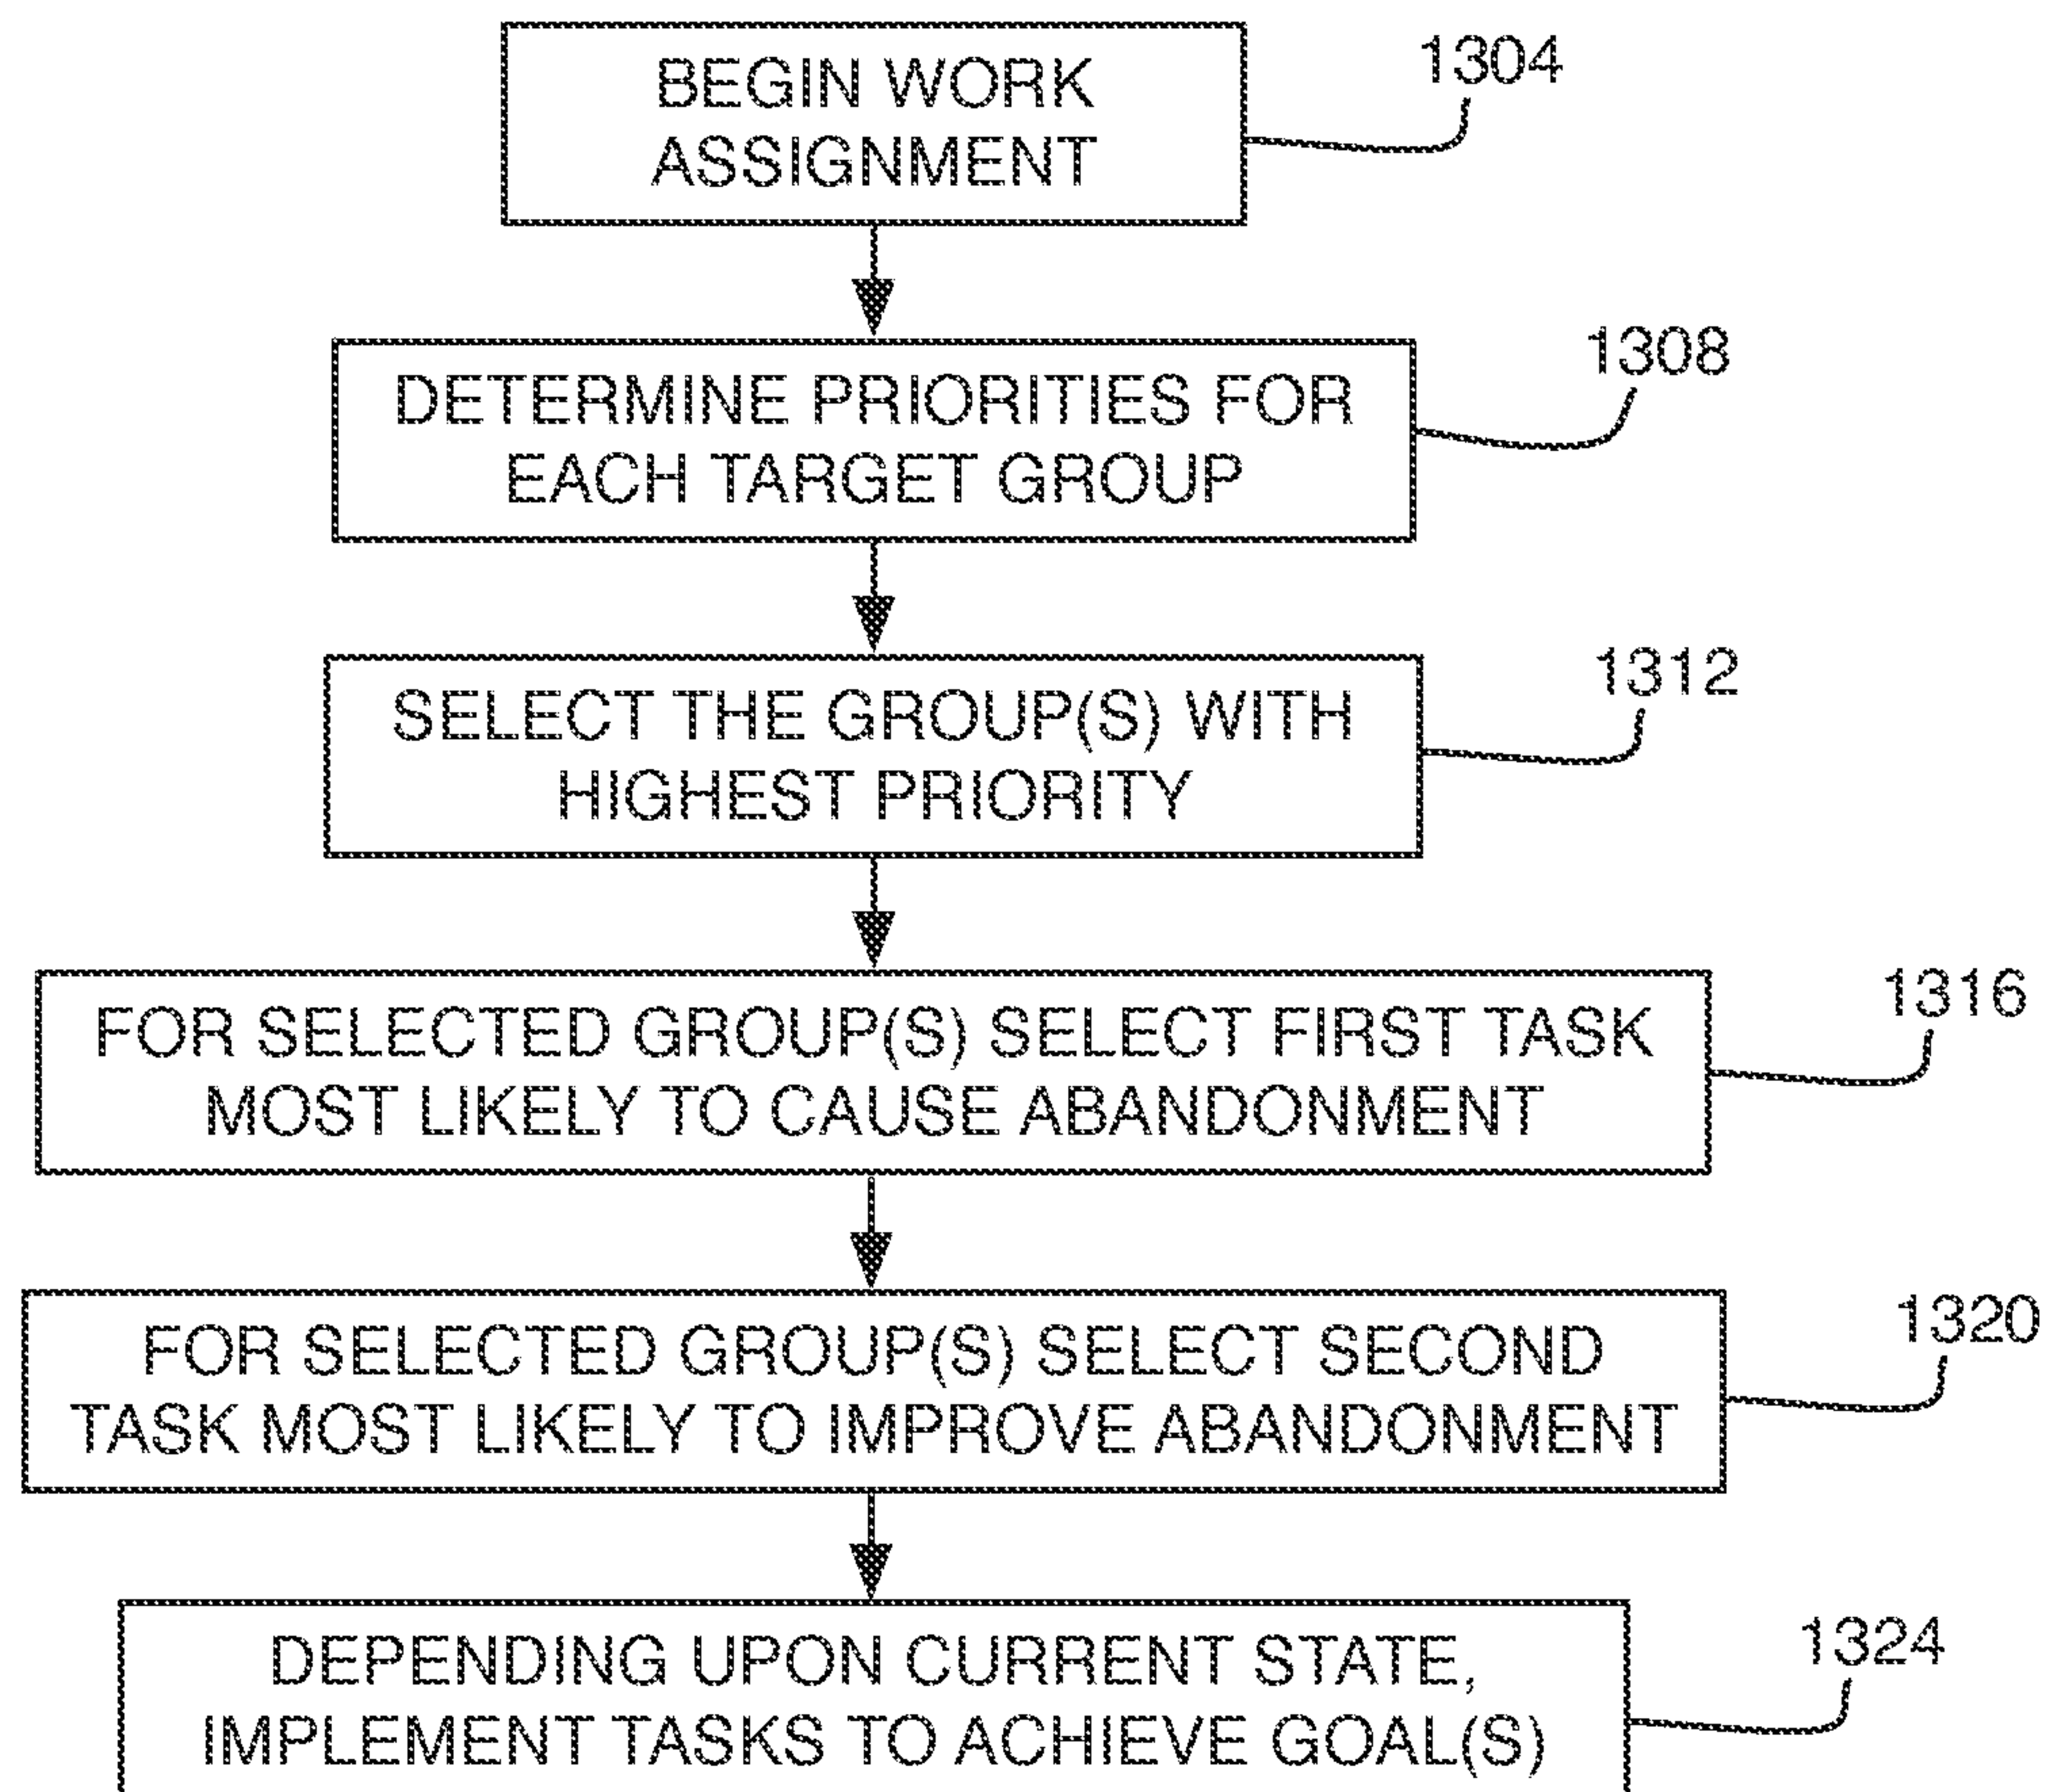 BEGIN WORK
ASSIGNMENT
1304
DETERMINE PRIORITIES FOR
EACH TARGET GROUP
1308
SELECT THE GROUP(S) WITH
HIGHEST PRIORITY
1312
FOR SELECTED GROUP(S) SELECT FIRST TASK
MOST LIKELY TO CAUSE ABANDONMENT
1316
FOR SELECTED GROUP(S) SELECT SECOND
TASK MOST LIKELY TO IMPROVE ABANDONMENT
1320
DEPENDING UPON CURRENT STATE,
IMPLEMENT TASKS TO ACHIEVE GOAL(S)
1324